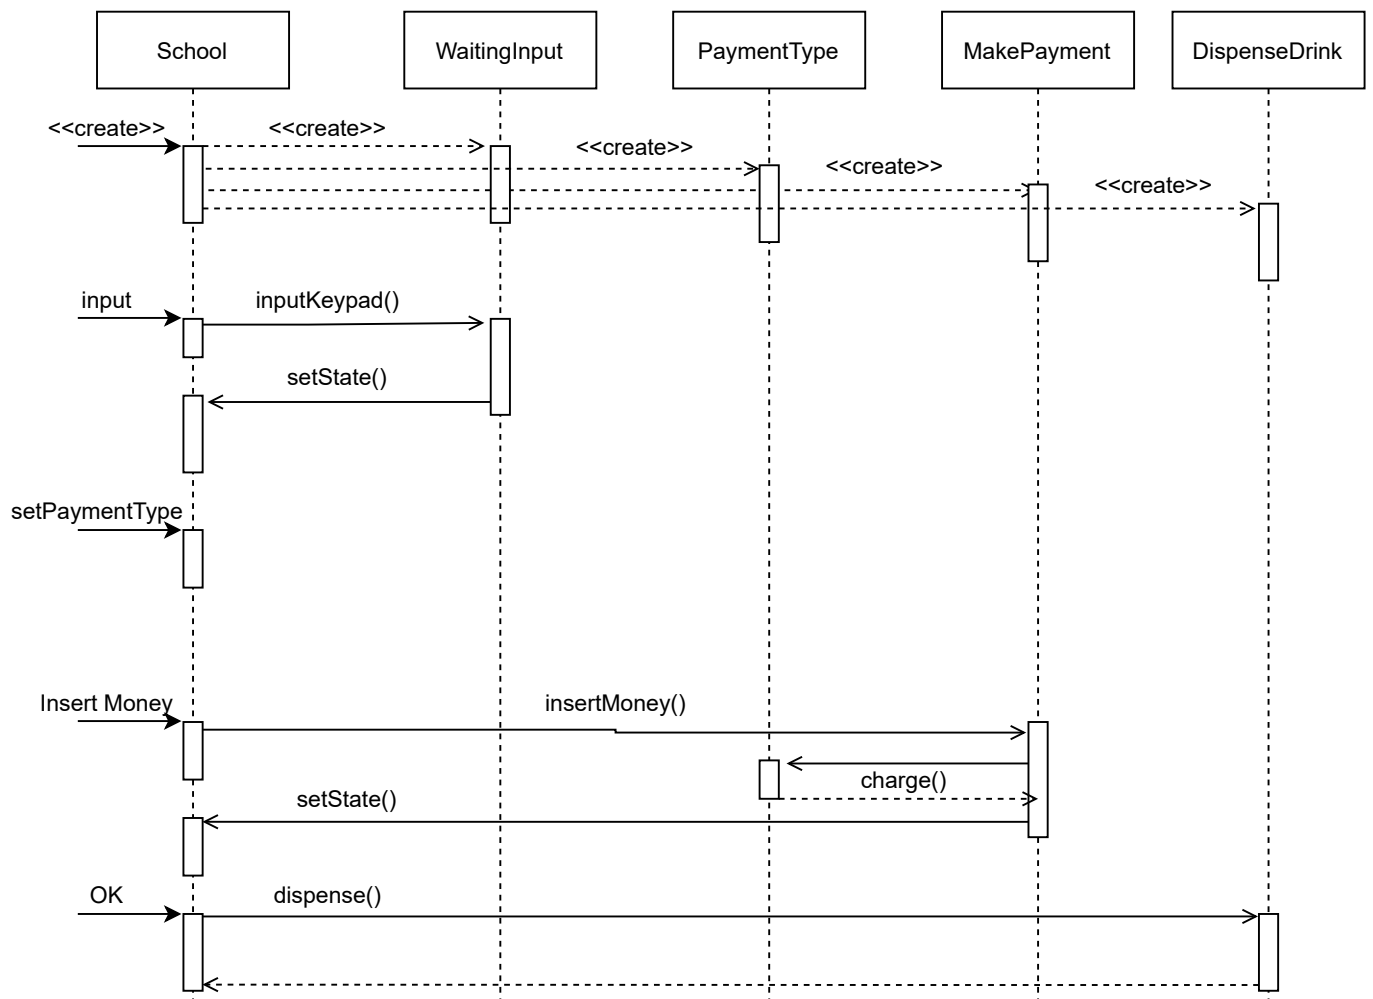 School
WaitingInput
PaymentType
MakePayment
DispenseDrink
<<create>>
<<create>>
<<create>>
<<create>>
<<create>>
input
inputKeypad()
setState()
setPaymentType
Insert Money
insertMoney()
charge()
setState()
OK
dispense()